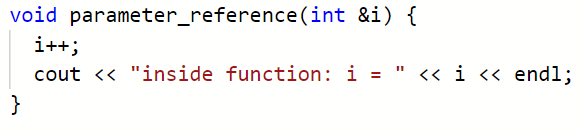 void parameter_reference(int &i) {
  i++;
  cout << "inside function: i = " << i << endl;
}